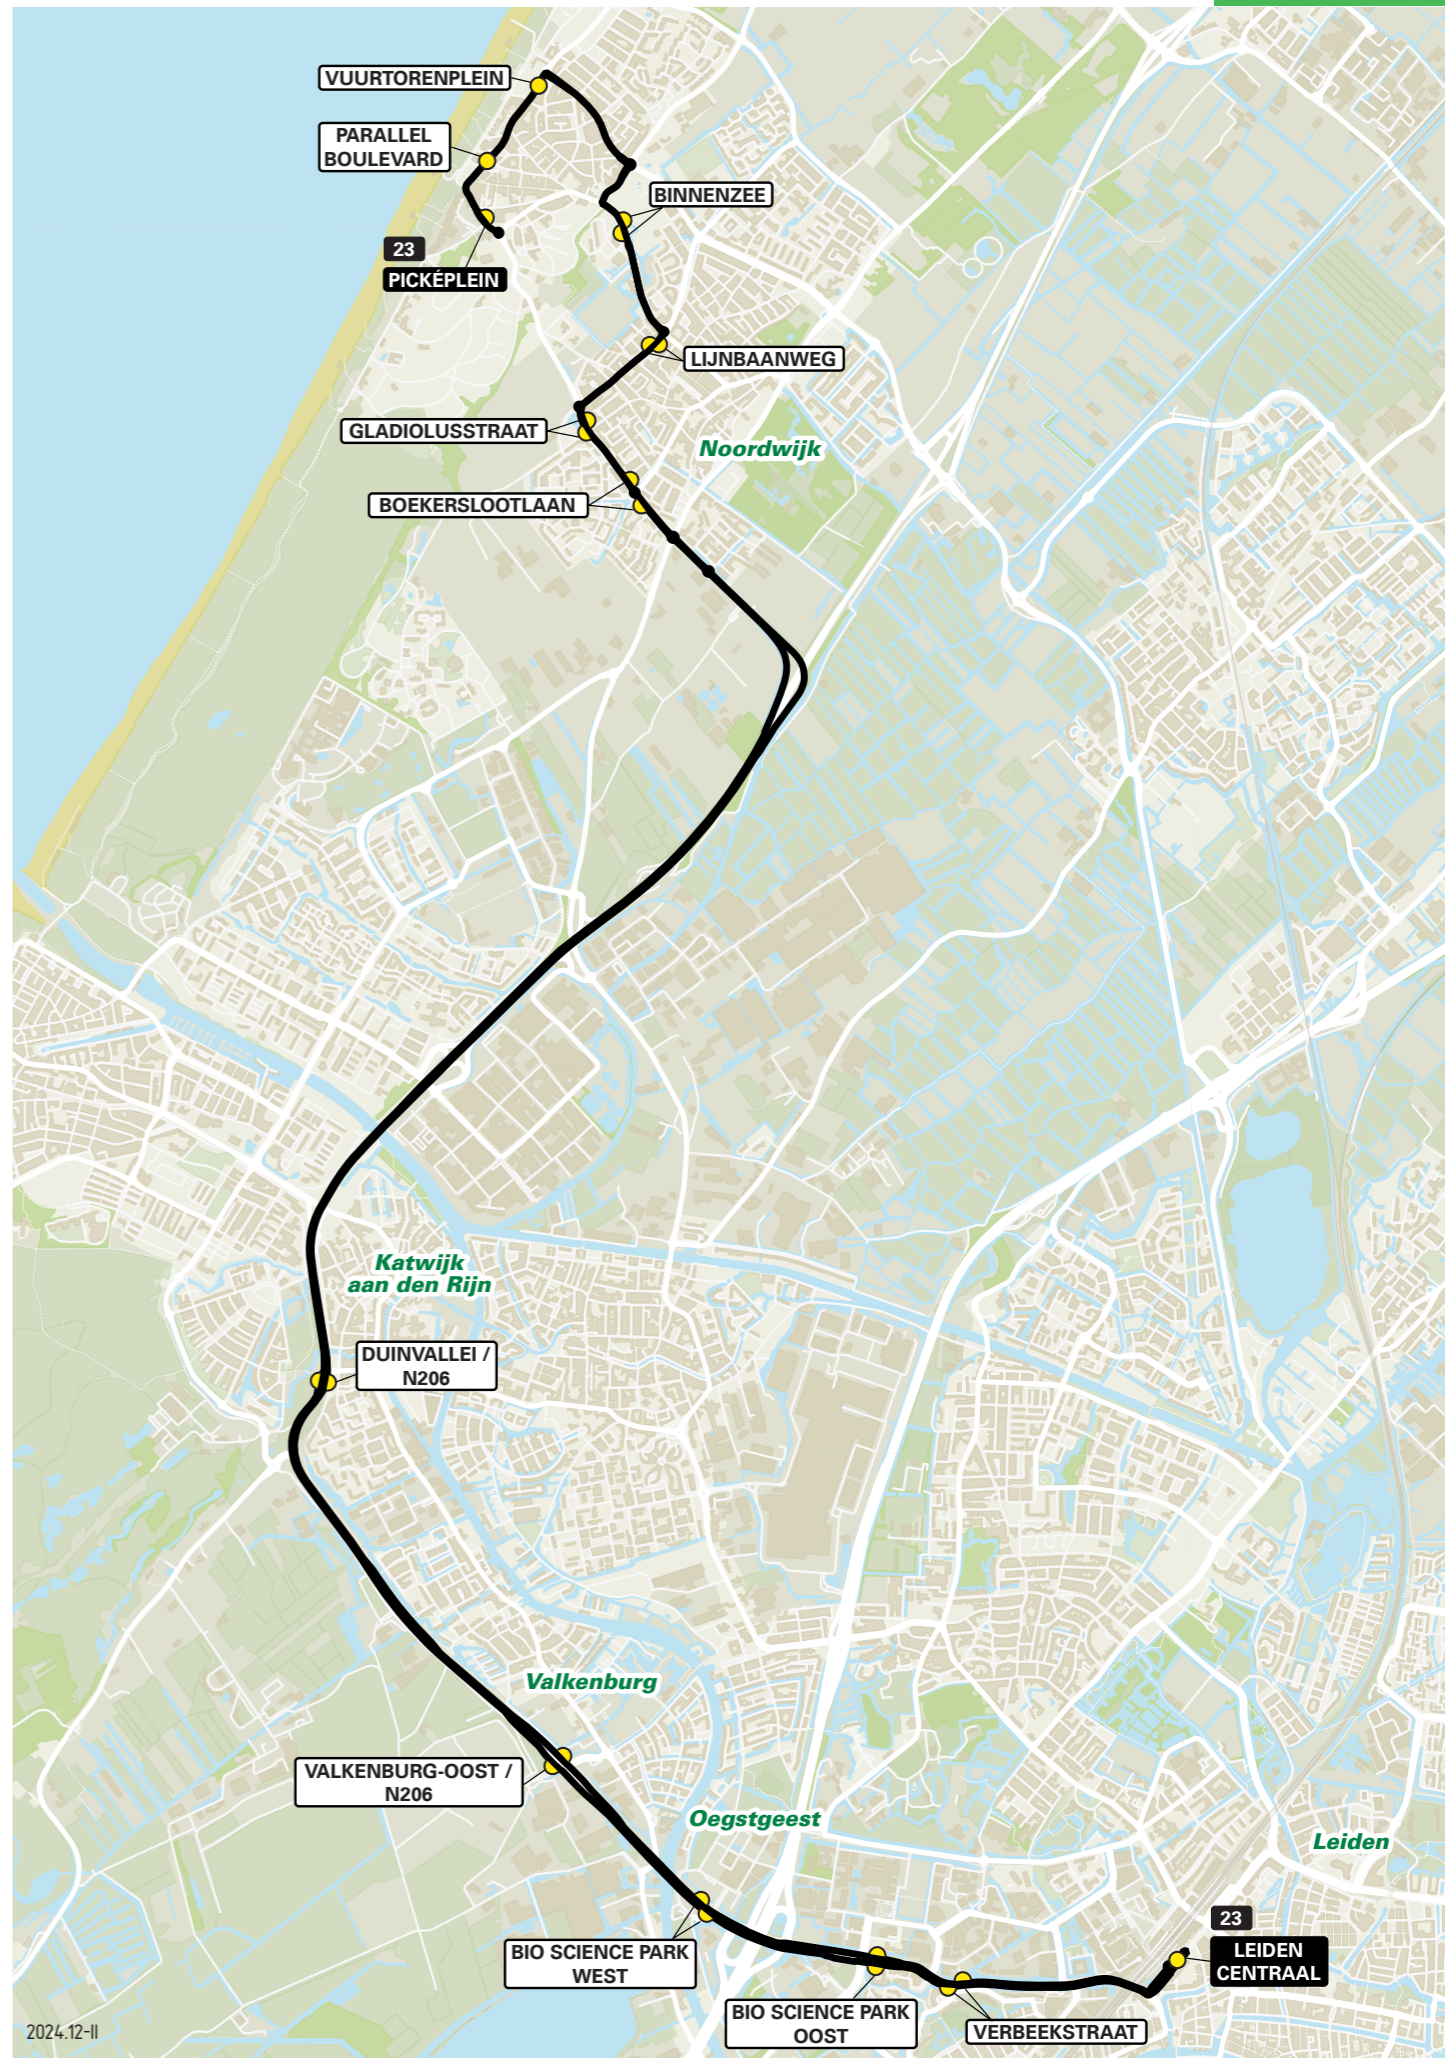 VUURTORENPLEIN
PARALLEL
BOULEVARD
BINNENZEE
23
PICKÉPLEIN
LIJNBAANWEG
GLADIOLUSSTRAAT
Noordwijk
BOEKERSLOOTLAAN
Katwijk
aan den Rijn
DUINVALLEI /
N206
Valkenburg
VALKENBURG-OOST /
N206
Oegstgeest
Leiden
23
LEIDEN
CENTRAAL
BIO SCIENCE PARK
WEST
BIO SCIENCE PARK
OOST
VERBEEKSTRAAT
2024.12-II